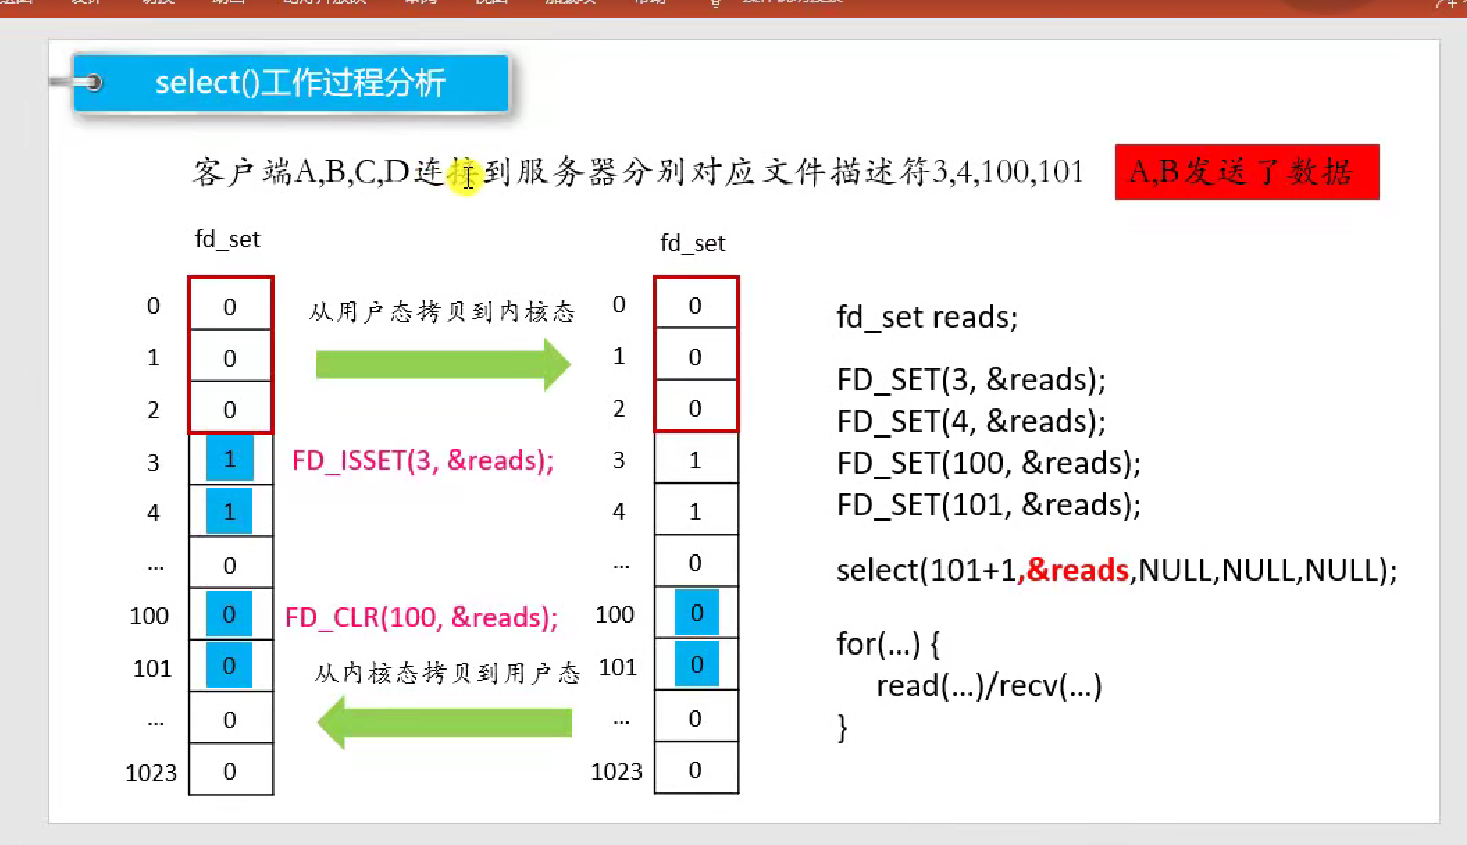 select()工作过程分析
客户端A,B,C,D连接到服务器分别对应文件描述符3,4,100,101
A,B发送了数据
fd_set
0 0
1 0
2 0
3 1
4 1
... 0
100 0
101 0
... 0
1023 0
从用户态拷贝到内核态
FD_ISSET(3, &reads);
FD_CLR(100, &reads);
从内核态拷贝到用户态
fd_set
0 0
1 0
2 0
3 1
4 1
... 0
100 0
101 0
... 0
1023 0
fd_set reads;
FD_SET(3, &reads);
FD_SET(4, &reads);
FD_SET(100, &reads);
FD_SET(101, &reads);
select(101+1,&reads,NULL,NULL,NULL);
for(...) {
read(...)/recv(...)
}